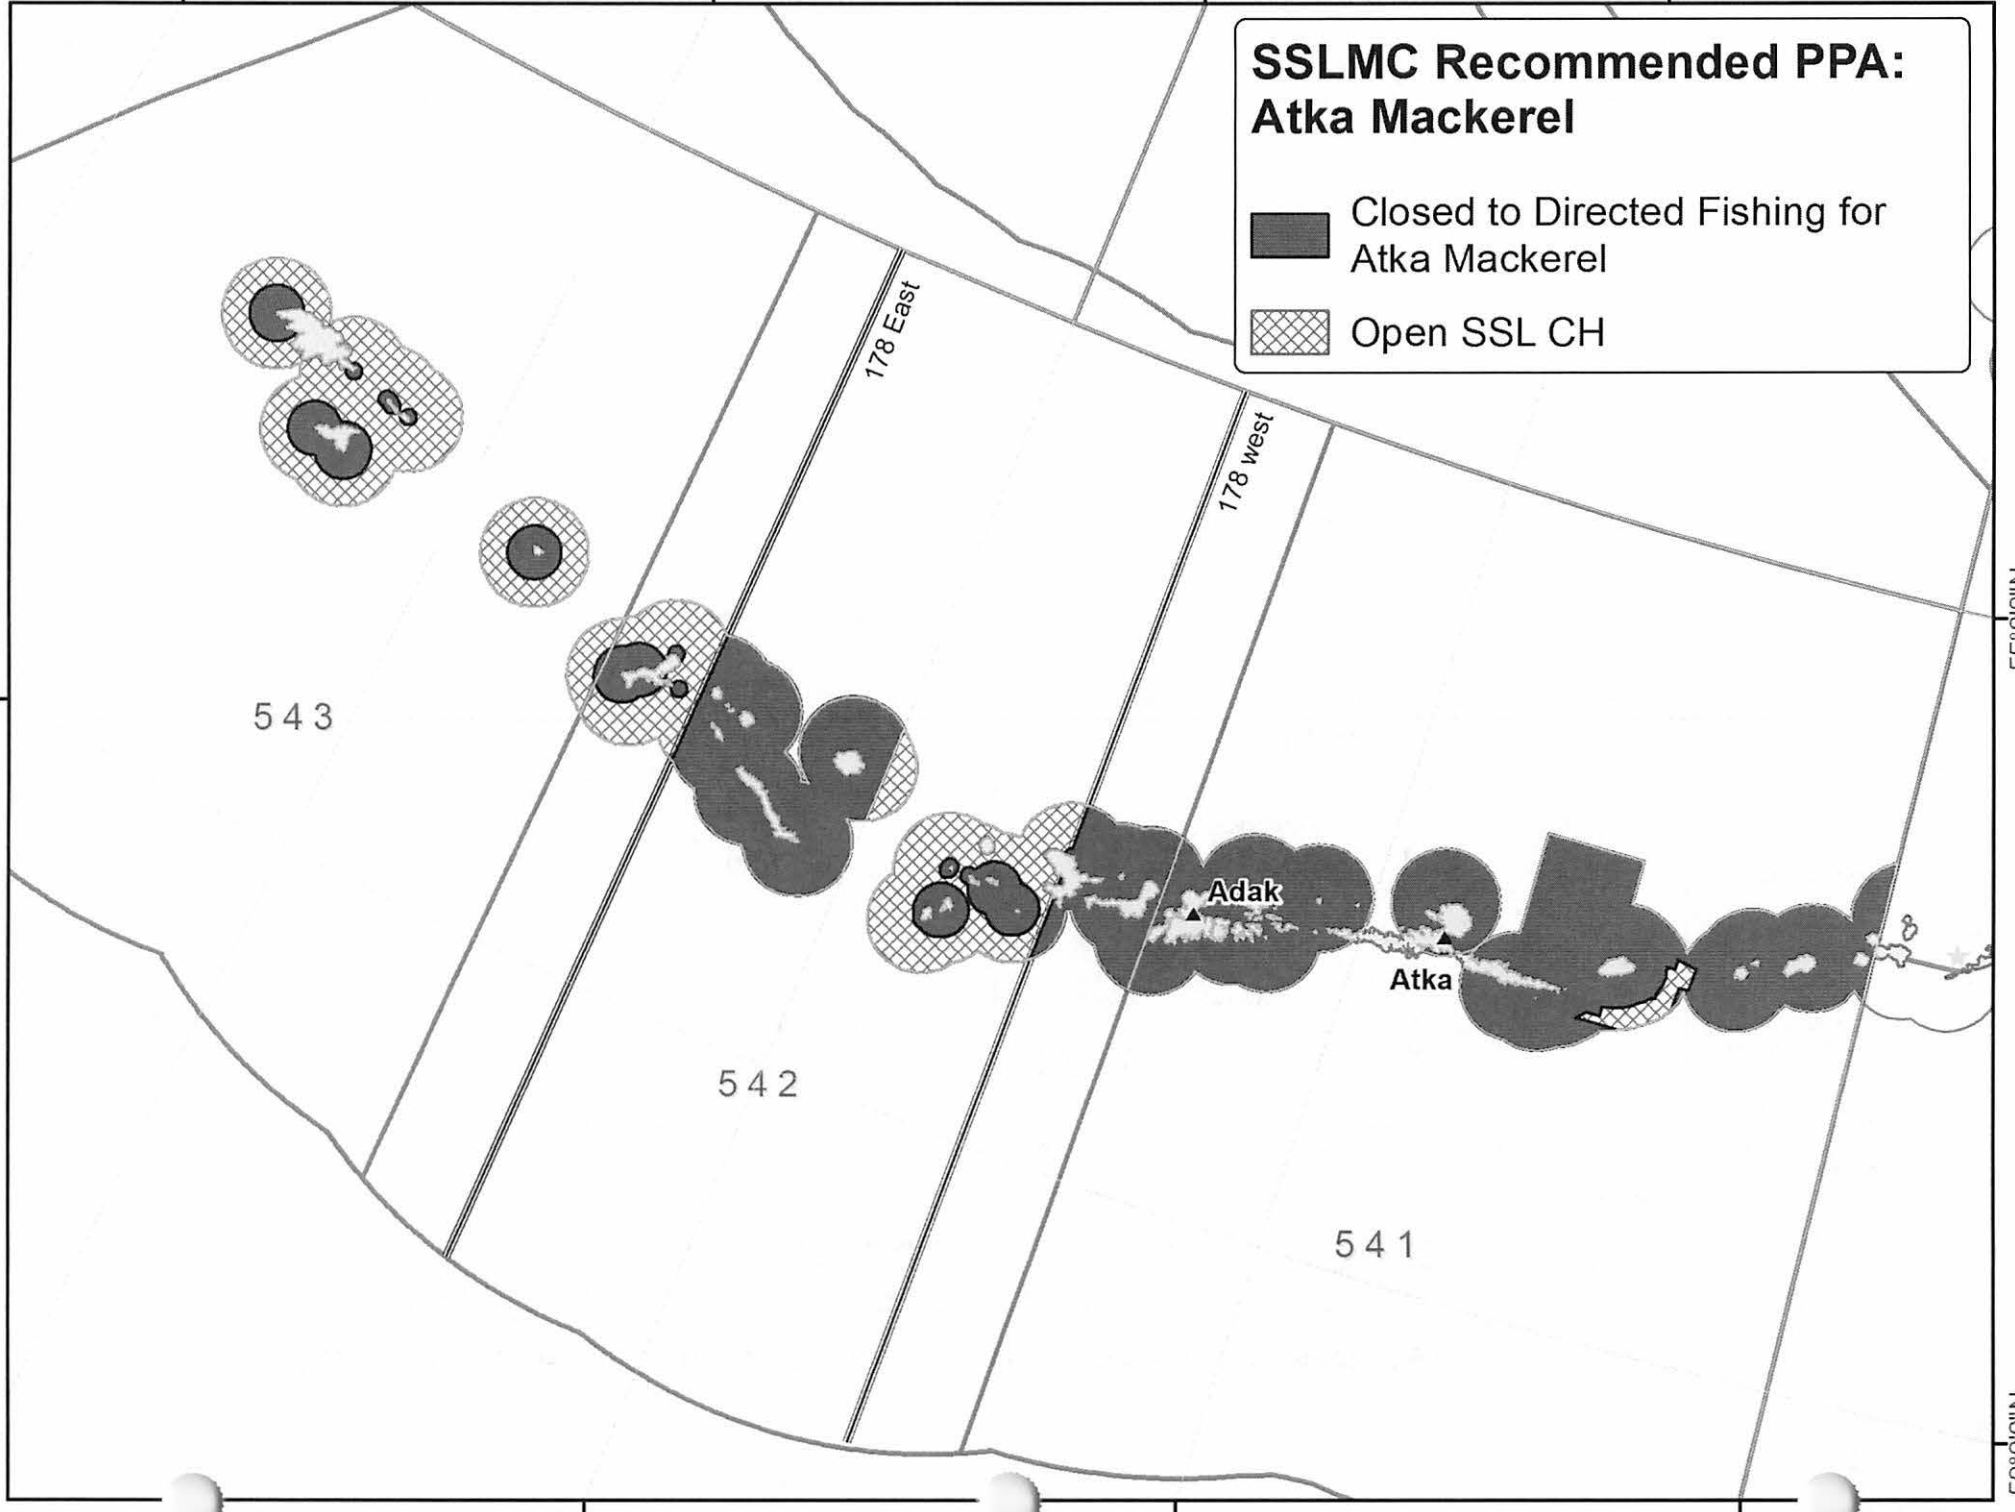 SSLMC Recommended PPA:
Atka Mackerel
Closed to Directed Fishing for
Atka Mackerel
Open SSL CH
178 East
178 west
543
Adak
Atka
542
541